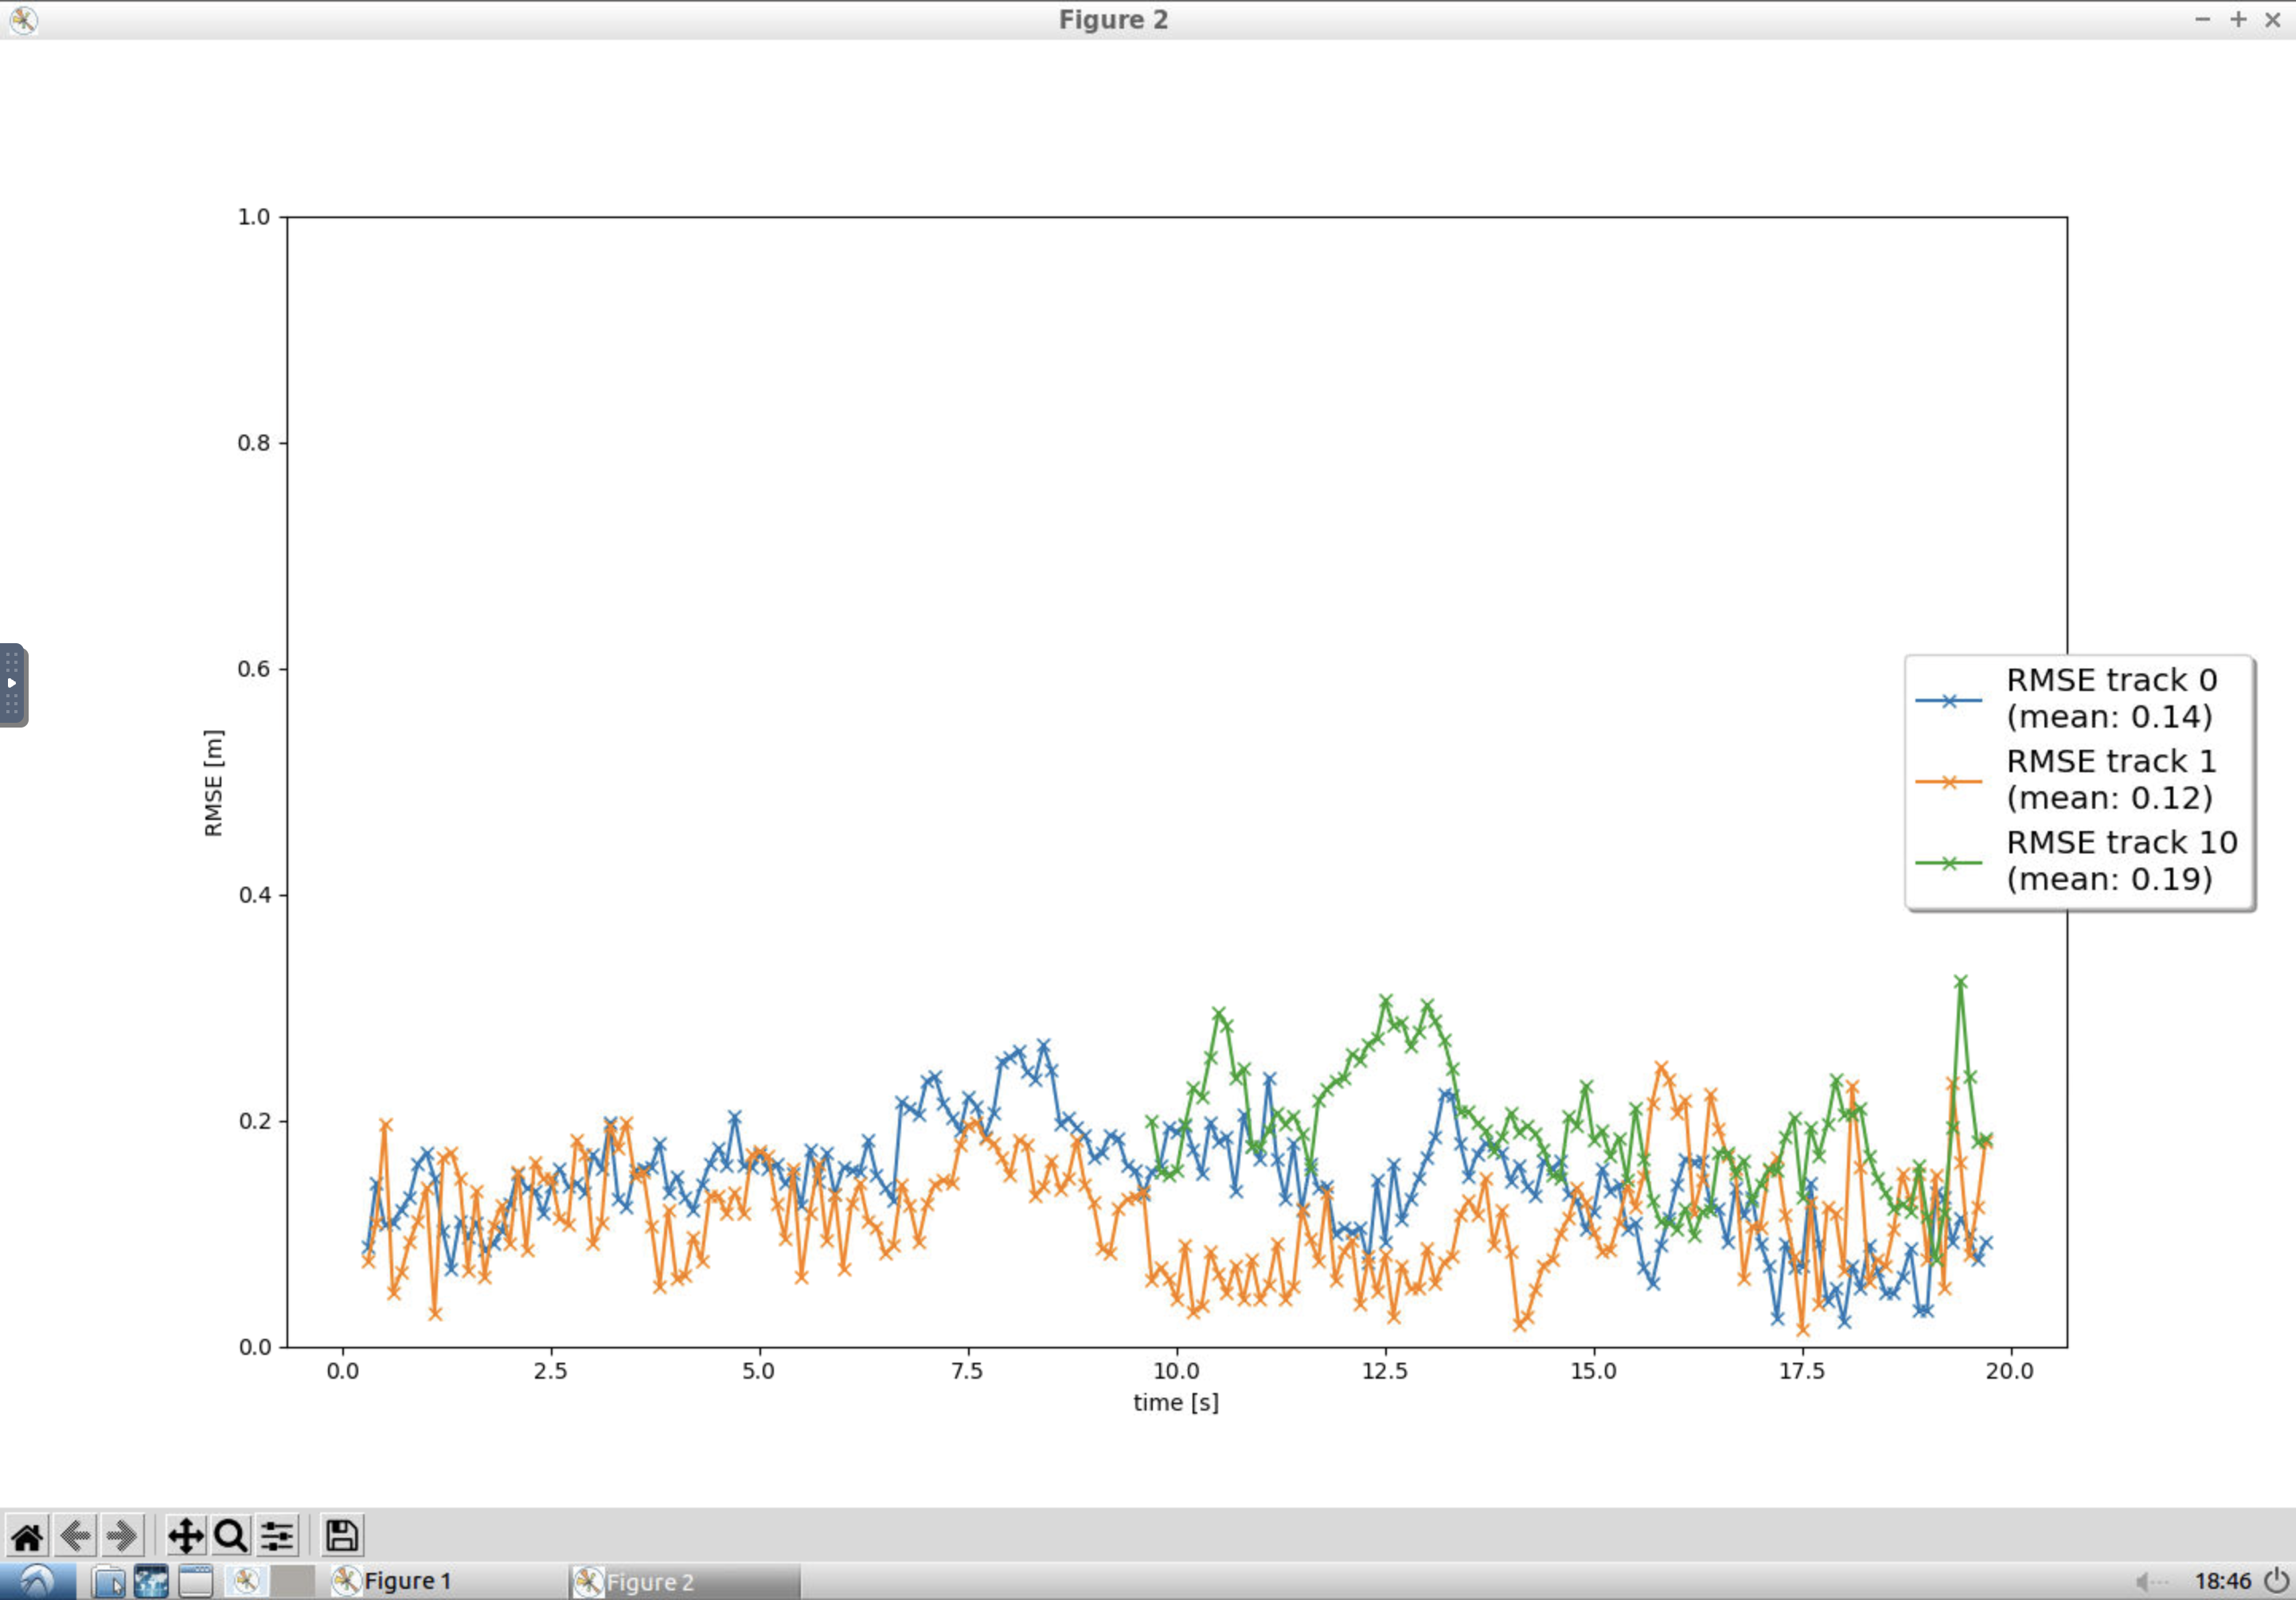 Figure 2
1.0
0.8
0.6
0.4
0.2
0.0
RMSE [m]
0.0 2.5 5.0 7.5 10.0 12.5 15.0 17.5 20.0
time [s]
RMSE track 0
(mean: 0.14)
RMSE track 1
(mean: 0.12)
RMSE track 10
(mean: 0.19)
Figure 1
Figure 2
18:46